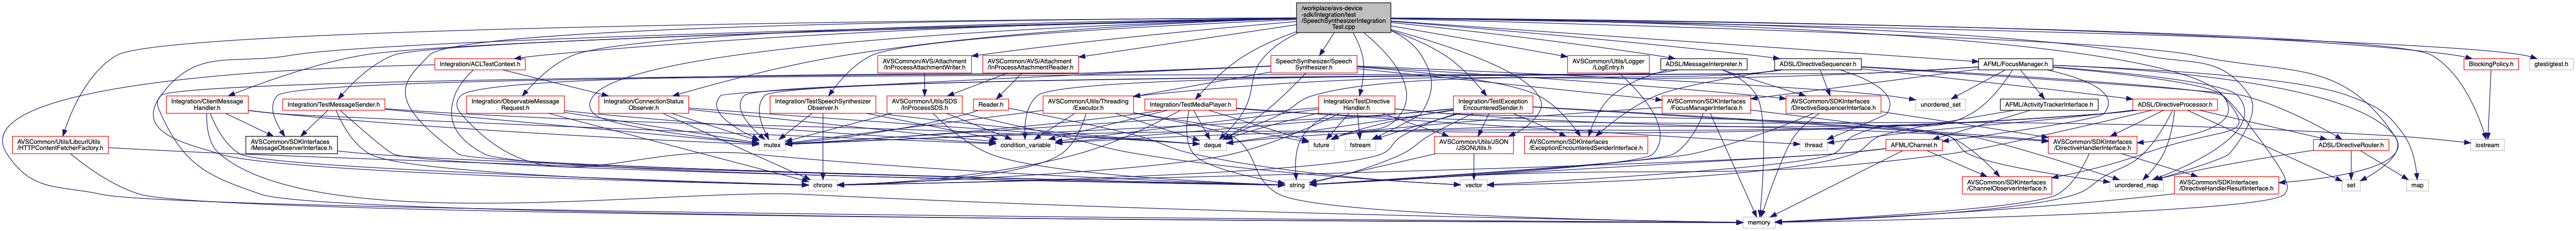 /workplace/avs-device
-sdk/Integration/test
/SpeechSynthesizerIntegration
Test.cpp
Integration/ACLTestContext.h
AVSCommon/AVS/Attachment
/InProcessAttachmentWriter.h
AVSCommon/AVS/Attachment
/InProcessAttachmentReader.h
SpeechSynthesizer/Speech
Synthesizer.h
AVSCommon/Utils/Logger
/LogEntry.h
ADSL/MessageInterpreter.h
ADSL/DirectiveSequencer.h
AFML/FocusManager.h
BlockingPolicy.h
gtest/gtest.h
Integration/ClientMessage
Handler.h
Integration/TestMessageSender.h
Integration/ObservableMessage
Request.h
Integration/ConnectionStatus
Observer.h
Integration/TestSpeechSynthesizer
Observer.h
AVSCommon/Utils/SDS
/InProcessSDS.h
Reader.h
AVSCommon/Utils/Threading
/Executor.h
Integration/TestMediaPlayer.h
Integration/TestDirective
Handler.h
Integration/TestException
EncounteredSender.h
AVSCommon/SDKInterfaces
/FocusManagerInterface.h
AVSCommon/SDKInterfaces
/DirectiveSequencerInterface.h
unordered_set
AFML/ActivityTrackerInterface.h
ADSL/DirectiveProcessor.h
AVSCommon/Utils/LibcurlUtils
/HTTPContentFetcherFactory.h
AVSCommon/SDKInterfaces
/MessageObserverInterface.h
mutex
condition_variable
deque
future
fstream
AVSCommon/Utils/JSON
/JSONUtils.h
AVSCommon/SDKInterfaces
/ExceptionEncounteredSenderInterface.h
thread
AFML/Channel.h
AVSCommon/SDKInterfaces
/DirectiveHandlerInterface.h
ADSL/DirectiveRouter.h
iostream
chrono
string
vector
AVSCommon/SDKInterfaces
/ChannelObserverInterface.h
unordered_map
AVSCommon/SDKInterfaces
/DirectiveHandlerResultInterface.h
set
map
memory